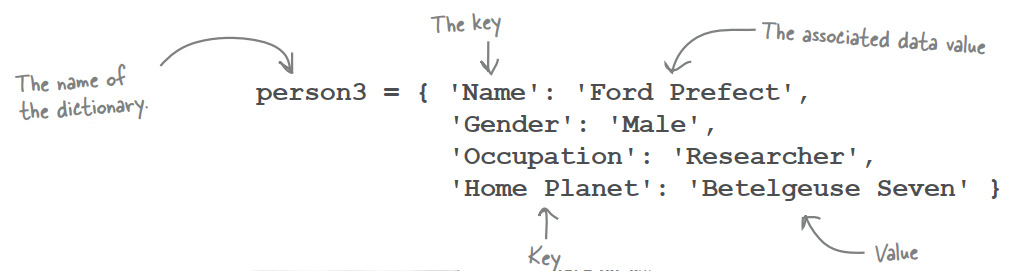 The key
The associated data value
The name of
the dictionary.
person3 = { 'Name': 'Ford Prefect',
'Gender': 'Male',
'Occupation': 'Researcher',
'Home Planet': 'Betelgeuse Seven' }
Key
Value